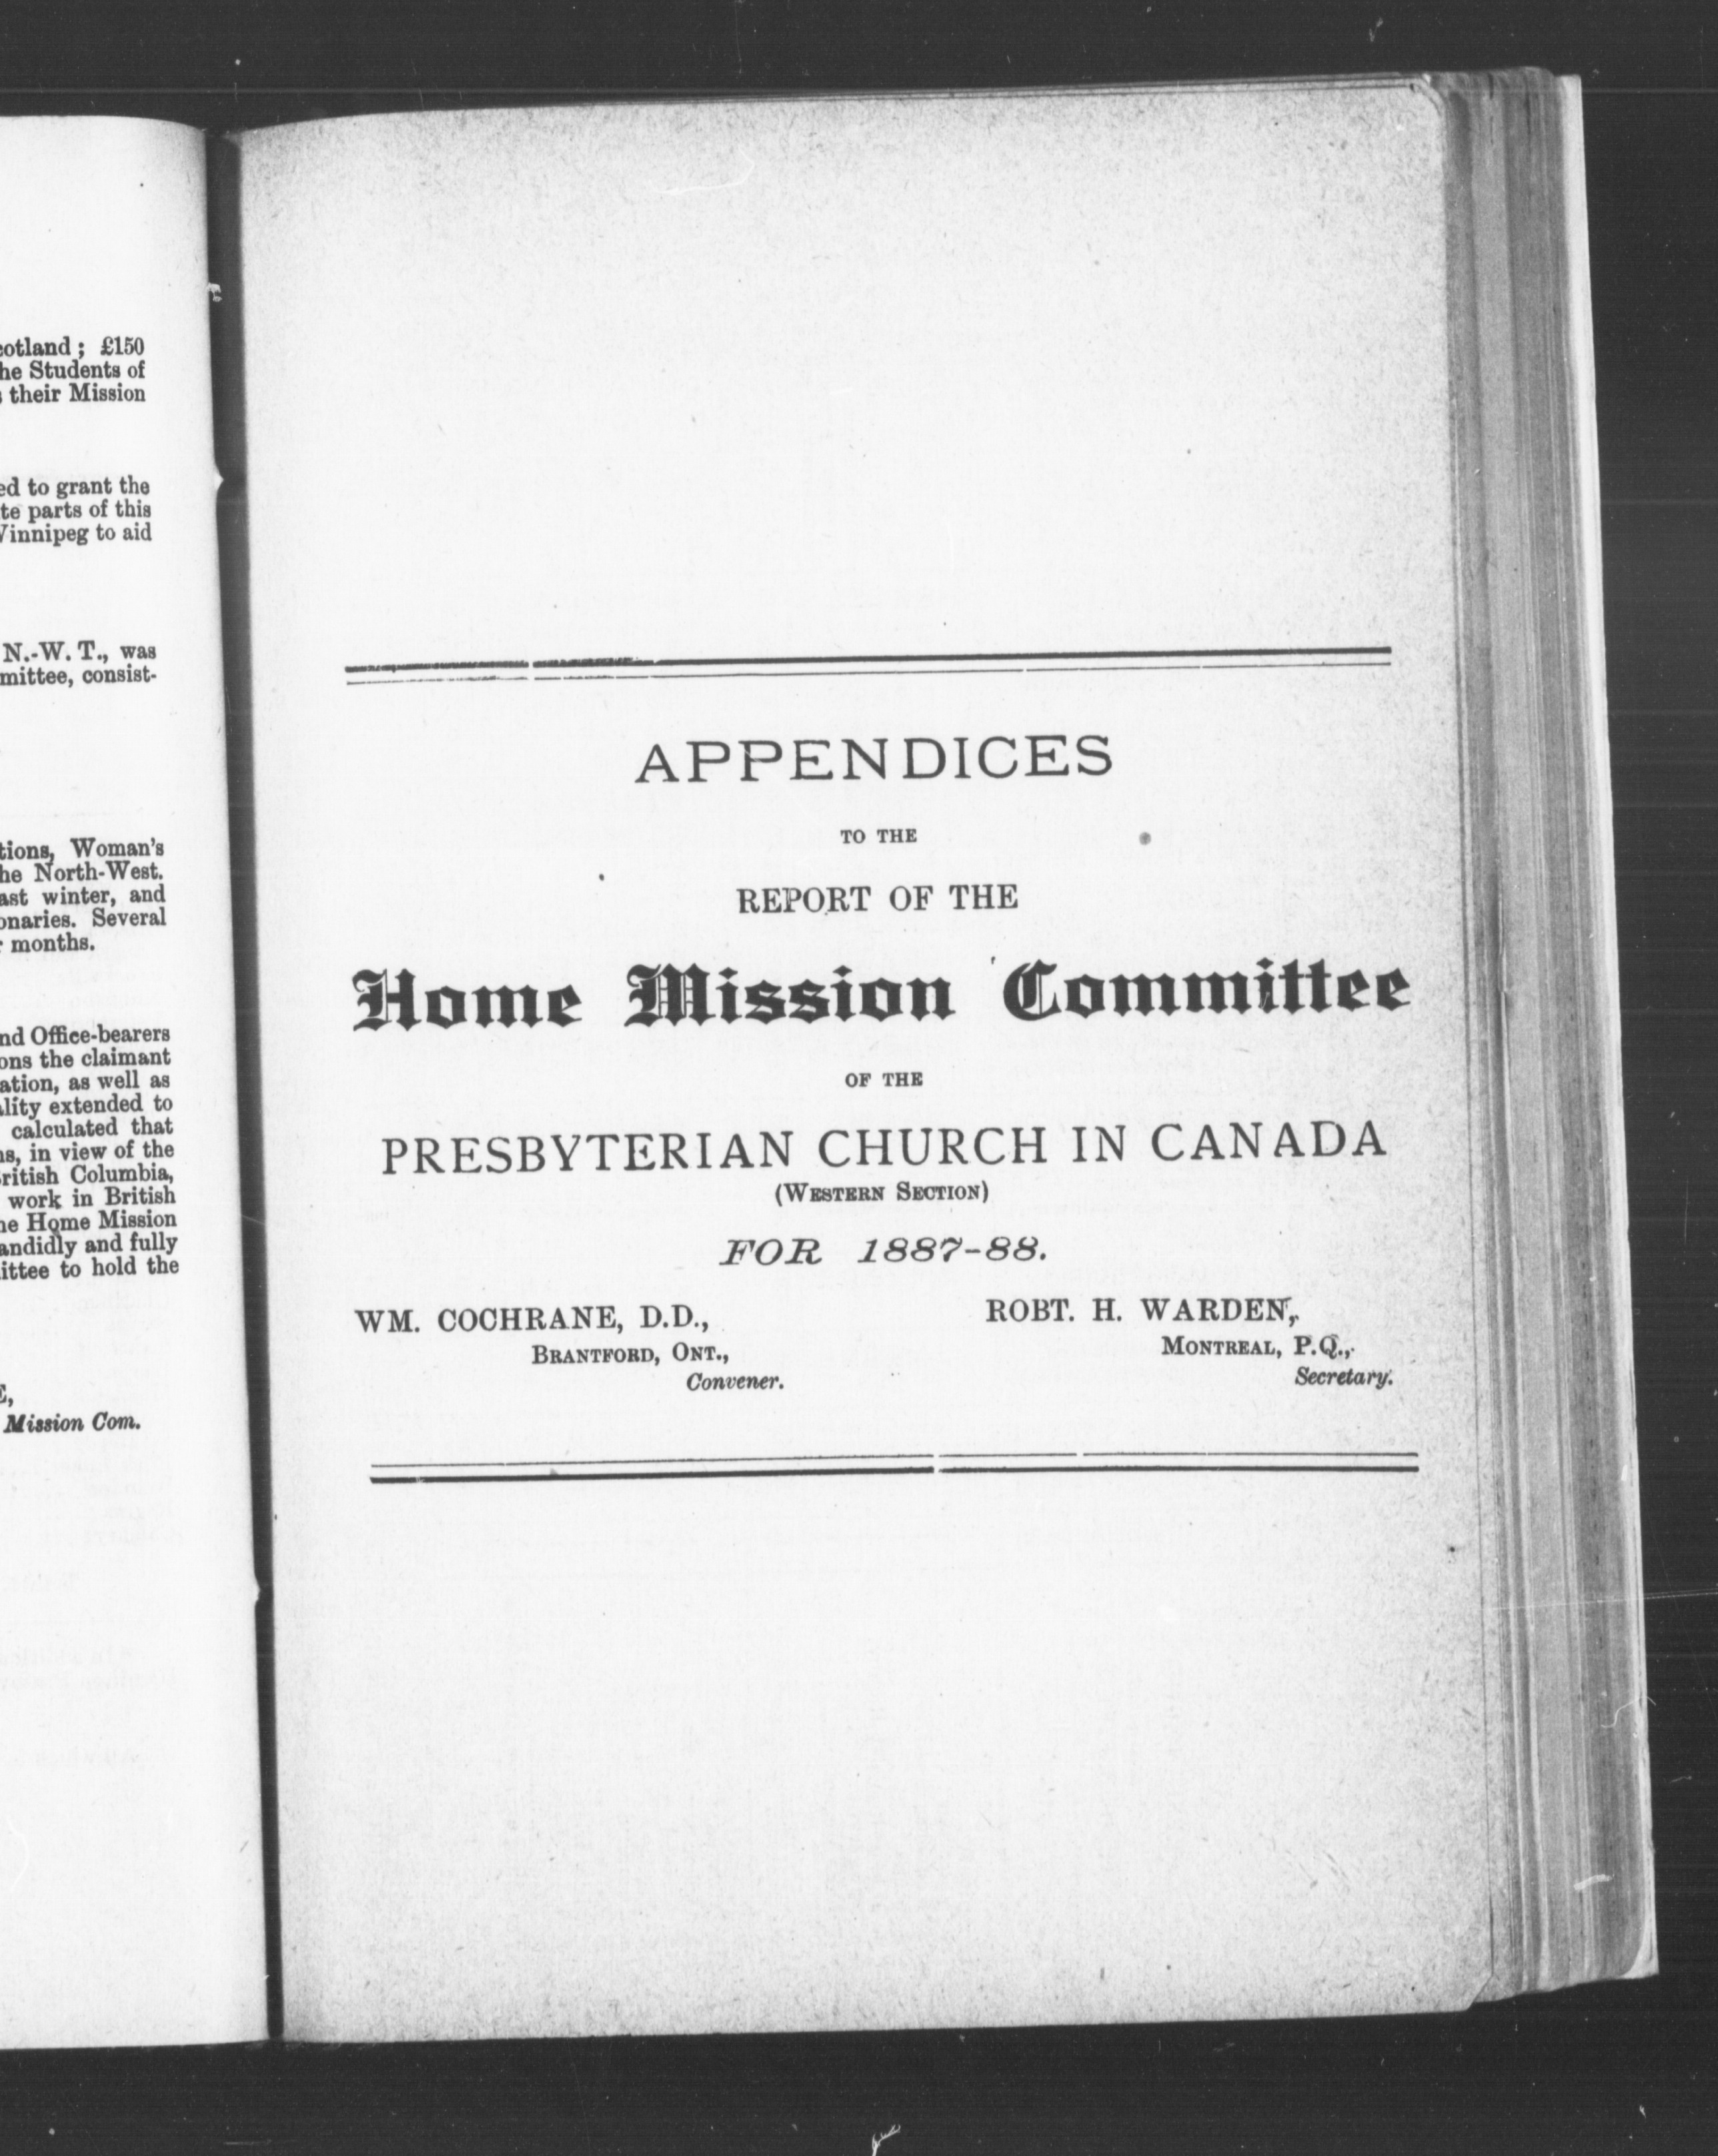 cotland ; £150
he Students of
their Mission
ed to grant the
te parts of this
Winnipeg to aid
N.-W. T., was
mittee, consist-
tions, Woman's
he North-West.
ast winter, and
onaries. Several
months.
nd Office-bearers
ons the claimant
ation, as well as
ality extended to
calculated that
ns, in view of the
British Columbia,
work in British
he Home Mission
andidly and fully
ittee to hold the
E,
Mission Com.
APPENDICES
TO THE
REPORT OF THE
Home Mission Committee
OF THE
PRESBYTERIAN CHURCH IN CANADA
(WESTERN SECTION)
FOR 1887-88.
WM. COCHRANE, D.D.,
BRANTFORD, ONT.,
Convener.
ROBT. H. WARDEN,
MONTREAL, P.Q.,
Secretary.